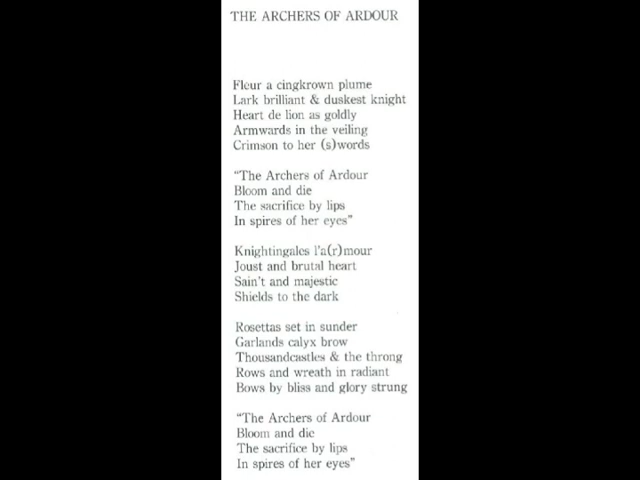 THE ARCHERS OF ARDOUR
Fleur a cingkrown plume
Lark brilliant & duskest knight
Heart de lion as goldly
Armwards in the veiling
Crimson to her (s)words
“The Archers of Ardour
Bloom and die
The sacrifice by lips
In spires of her eyes”
Knightingales l'a(r)mour
Joust and brutal heart
Sain't and majestic
Shields to the dark
Rosettas set in sunder
Garlands calyx brow
Thousandcastles & the throng
Rows and wreath in radiant
Bows by bliss and glory strung
“The Archers of Ardour
Bloom and die
The sacrifice by lips
In spires of her eyes”